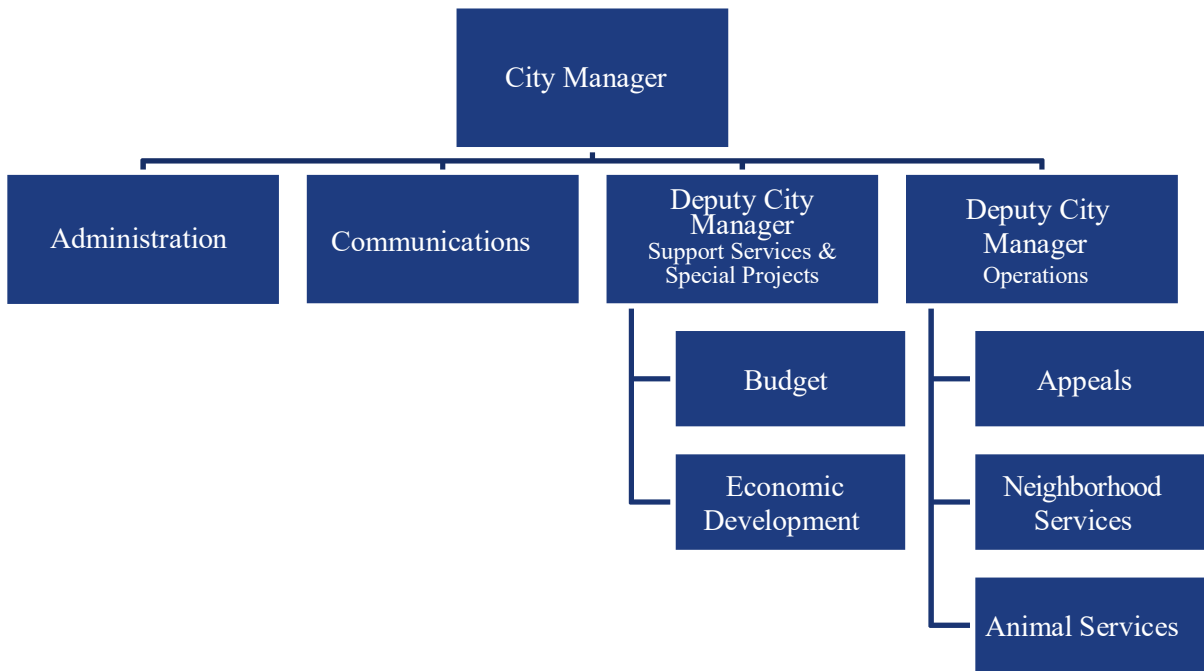 City Manager
Administration
Communications
Deputy City
Manager
Support Services &
Special Projects
Deputy City
Manager
Operations
Budget
Economic
Development
Appeals
Neighborhood
Services
Animal Services